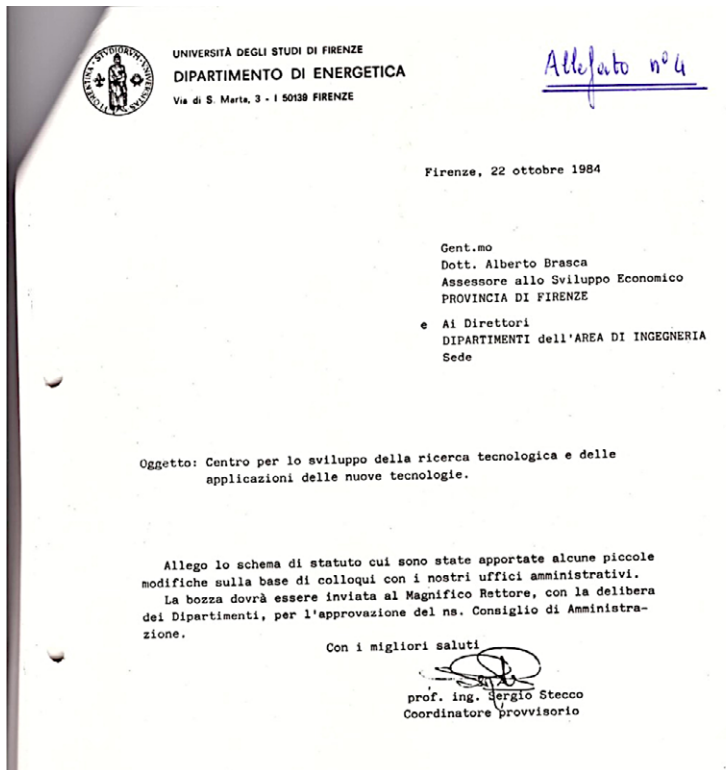 UNIVERSITÀ DEGLI STUDI DI FIRENZE
DIPARTIMENTO DI ENERGETICA
Via di S. Marta, 3 - I 50139 FIRENZE
Allegato n° 4
Firenze, 22 ottobre 1984
Gent.mo
Dott. Alberto Brasca
Assessore allo Sviluppo Economico
PROVINCIA DI FIRENZE
e Ai Direttori
DIPARTIMENTI dell'AREA DI INGEGNERIA
Sede
Oggetto: Centro per lo sviluppo della ricerca tecnologica e delle
applicazioni delle nuove tecnologie.
Allego lo schema di statuto cui sono state apportate alcune piccole
modifiche sulla base di colloqui con i nostri uffici amministrativi.
La bozza dovrà essere inviata al Magnifico Rettore, con la delibera
dei Dipartimenti, per l'approvazione del ns. Consiglio di Amministra-
zione.
Con i migliori saluti
prof. ing. Sergio Stecco
Coordinatore provvisorio